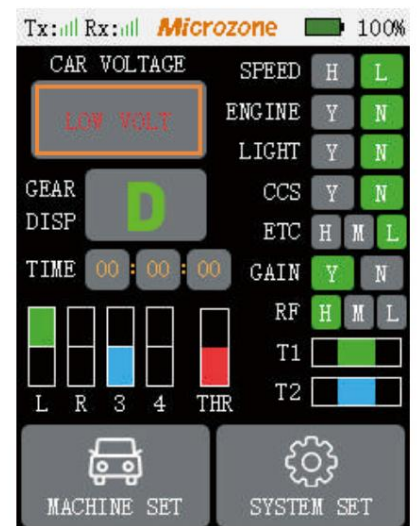 Tx: Rx: Microzone 100%
CAR VOLTAGE
LOW VOLT
GEAR DISP
D
TIME 00 : 00 : 00
L R 3 4 THR
SPEED H L
ENGINE Y N
LIGHT Y N
CCS Y N
ETC H M L
GAIN Y N
RF H M L
T1
T2
MACHINE SET
SYSTEM SET